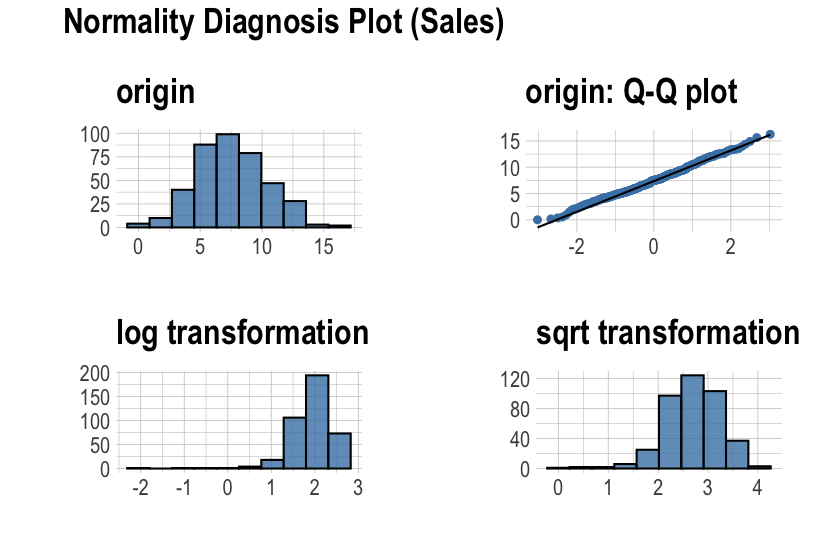 Normality Diagnosis Plot (Sales)
origin
100
75
50
25
0
0 5 10 15
origin: Q-Q plot
15
10
5
0
-2 0 2
log transformation
200
150
100
50
0
-2 -1 0 1 2 3
sqrt transformation
120
80
40
0
0 1 2 3 4